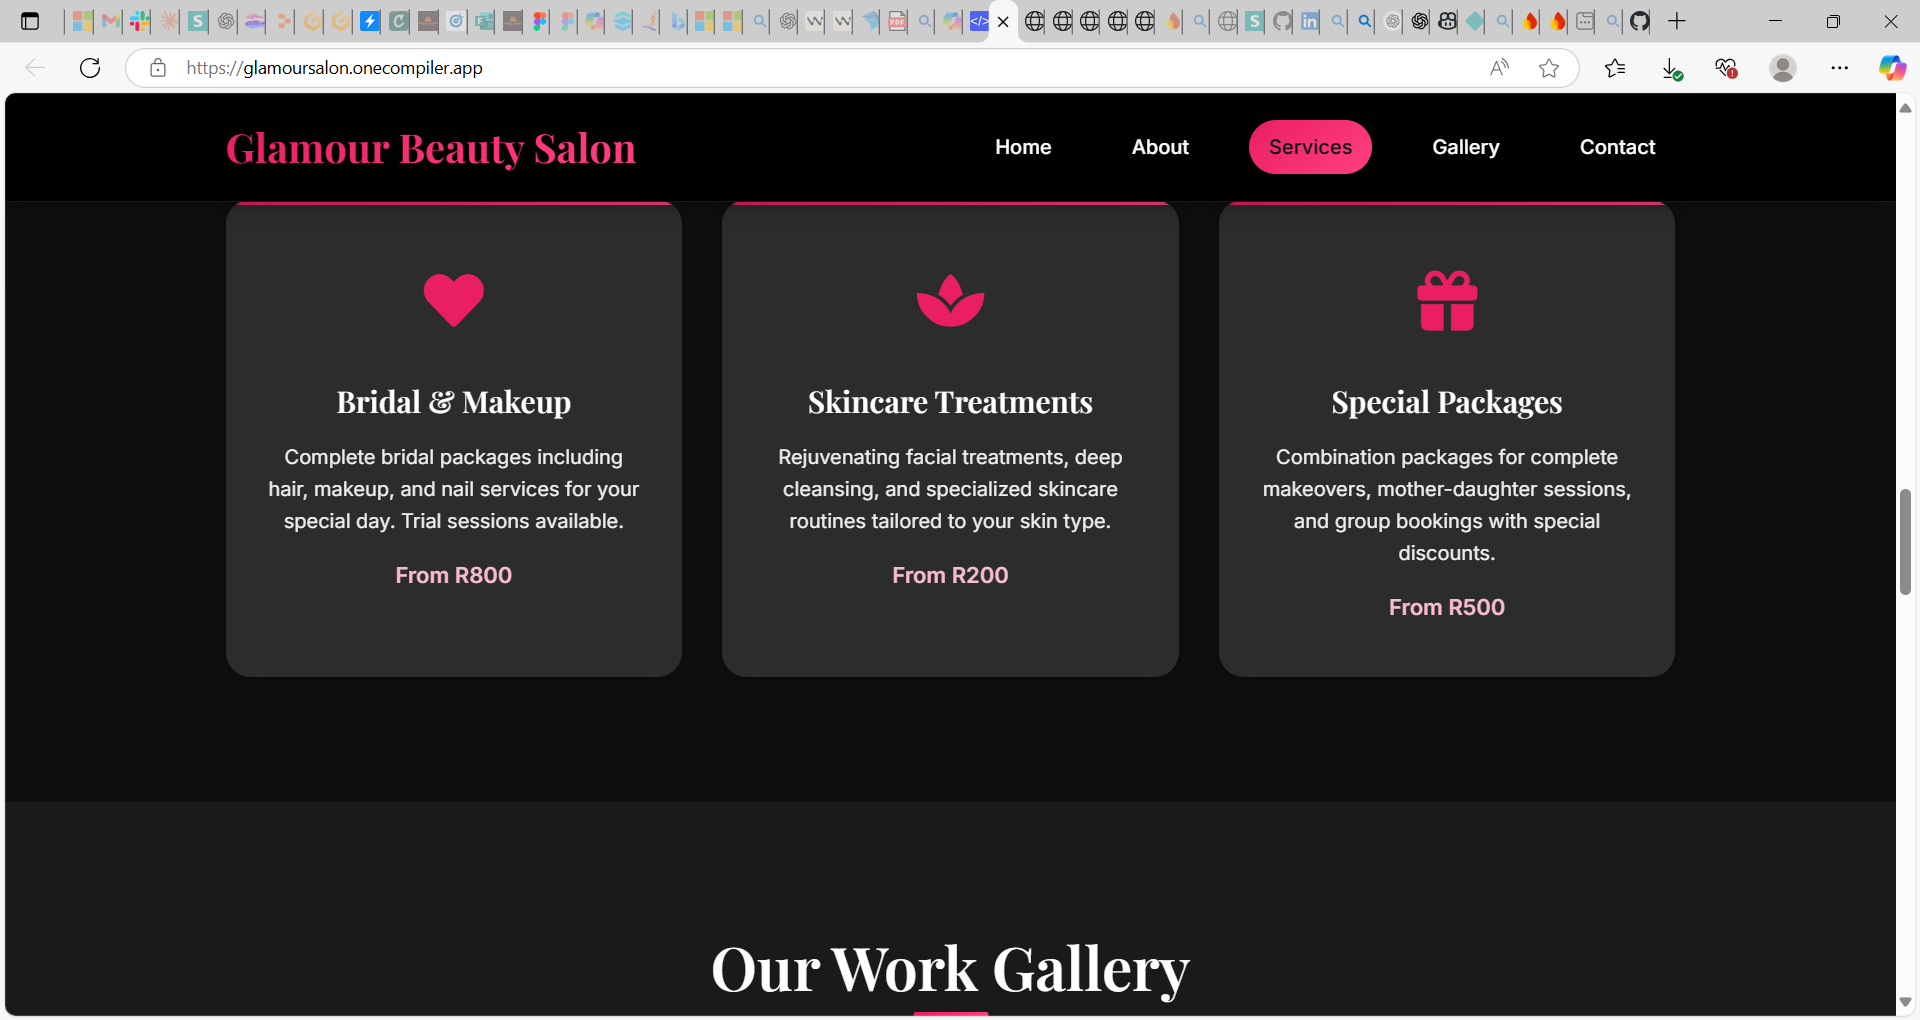 https://glamoursalon.onecompiler.app
Glamour Beauty Salon
Home
About
Services
Gallery
Contact
Bridal & Makeup
Complete bridal packages including
hair, makeup, and nail services for your
special day. Trial sessions available.
From R800
Skincare Treatments
Rejuvenating facial treatments, deep
cleansing, and specialized skincare
routines tailored to your skin type.
From R200
Special Packages
Combination packages for complete
makeovers, mother-daughter sessions,
and group bookings with special
discounts.
From R500
Our Work Gallery